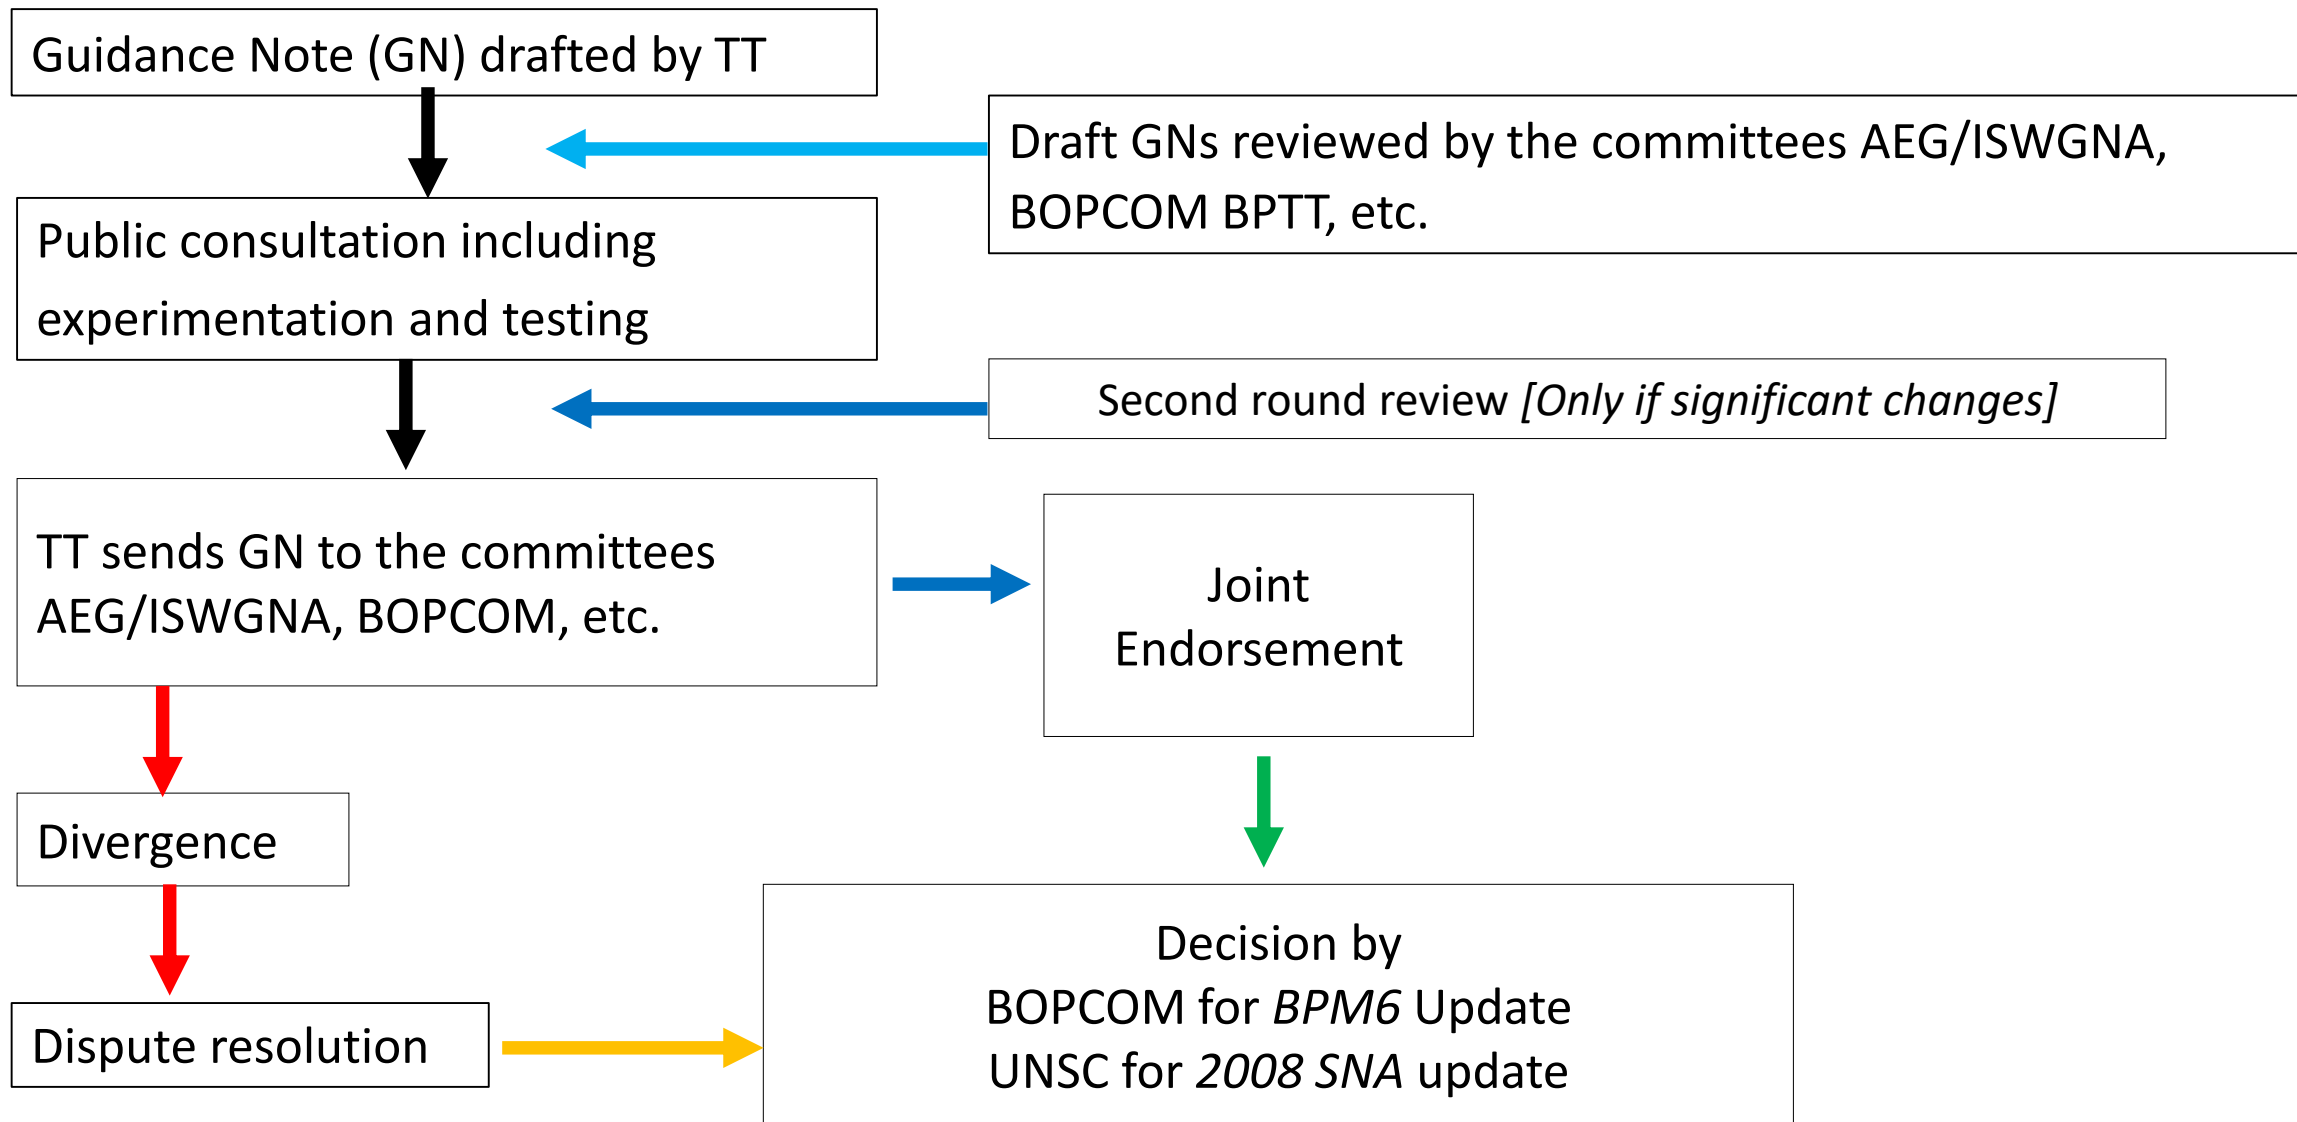 Guidance Note (GN) drafted by TT
Draft GNs reviewed by the committees AEG/ISWGNA,
BOPCOM BPTT, etc.
Public consultation including
experimentation and testing
Second round review [Only if significant changes]
TT sends GN to the committees
AEG/ISWGNA, BOPCOM, etc.
Joint
Endorsement
Divergence
Dispute resolution
Decision by
BOPCOM for BPM6 Update
UNSC for 2008 SNA update